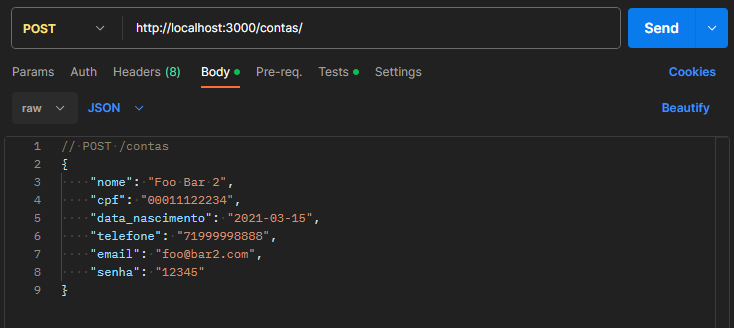 POST http://localhost:3000/contas/ Send
Params Auth Headers (8) Body Pre-req. Tests Settings Cookies
raw JSON Beautify
1 // POST /contas
2 {
3 "nome": "Foo Bar 2",
4 "cpf": "00011122234",
5 "data_nascimento": "2021-03-15",
6 "telefone": "71999998888",
7 "email": "foo@bar2.com",
8 "senha": "12345"
9 }